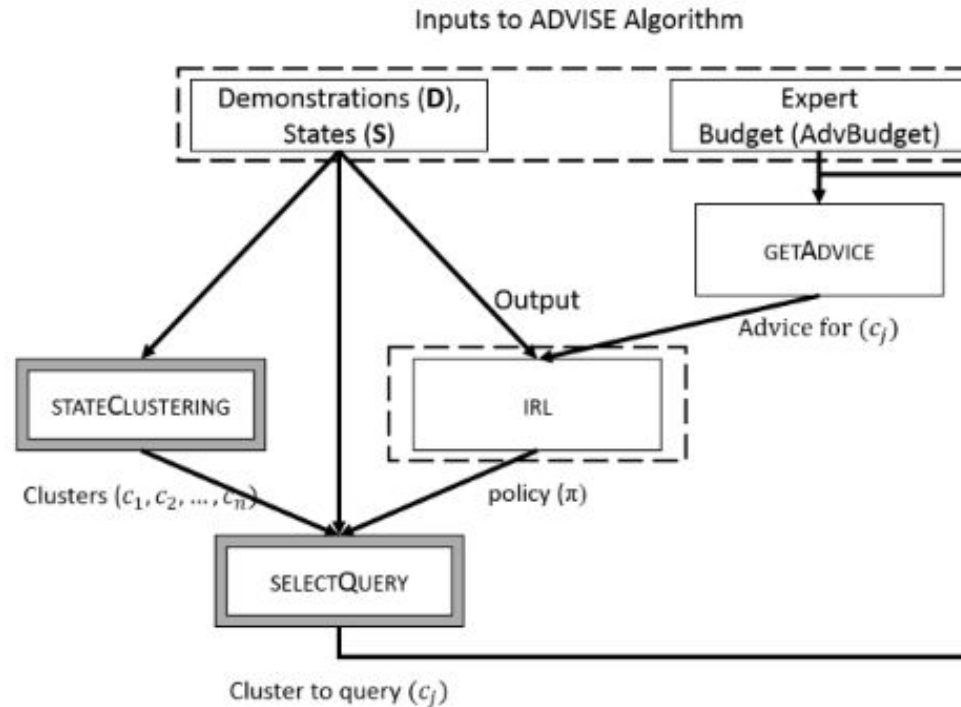 Inputs to ADVISE Algorithm
Demonstrations (D),
States (S)
Expert
Budget (AdvBudget)
GETADVICE
Output
Advice for (c_j)
STATECLUSTERING
IRL
Clusters (c_1, c_2, ..., c_n)
policy (π)
SELECTQUERY
Cluster to query (c_j)